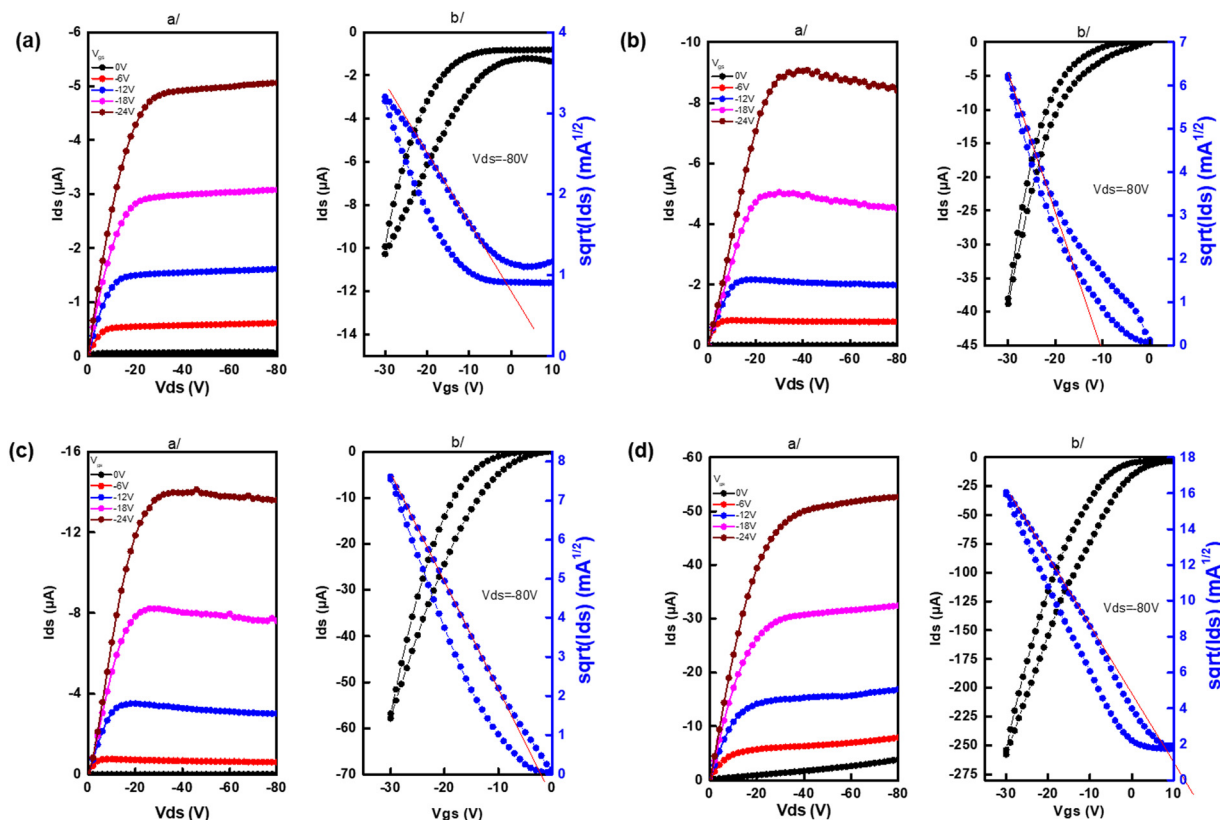 (a)
a/
Ids (µA)
-6
-5
-4
-3
-2
-1
0
Vgs
0V
-6V
-12V
-18V
-24V
0 -20 -40 -60 -80
Vds (V)
b/
Ids (µA)
0
-2
-4
-6
-8
-10
-12
-14
Vds=-80V
-30 -20 -10 0 10
Vgs (V)
4
3
2
1
0
sqrt(Ids) (mA1/2)
(b)
a/
Ids (µA)
-10
-8
-6
-4
-2
0
Vgs
0V
-6V
-12V
-18V
-24V
0 -20 -40 -60 -80
Vds (V)
b/
Ids (µA)
0
-5
-10
-15
-20
-25
-30
-35
-40
-45
Vds=-80V
-30 -20 -10 0
Vgs (V)
7
6
5
4
3
2
1
0
sqrt(Ids) (mA1/2)
(c)
a/
Ids (µA)
-16
-12
-8
-4
0
Vgs
0V
-6V
-12V
-18V
-24V
0 -20 -40 -60 -80
Vds (V)
b/
Ids (µA)
0
-10
-20
-30
-40
-50
-60
-70
Vds=-80V
-30 -20 -10 0
Vgs (V)
8
7
6
5
4
3
2
1
0
sqrt(Ids) (mA1/2)
(d)
a/
Ids (µA)
-60
-50
-40
-30
-20
-10
0
Vgs
0V
-6V
-12V
-18V
-24V
0 -20 -40 -60 -80
Vds (V)
b/
Ids (µA)
0
-25
-50
-75
-100
-125
-150
-175
-200
-225
-250
-275
Vds=-80V
-30 -20 -10 0 10
Vgs (V)
18
16
14
12
10
8
6
4
2
0
sqrt(Ids) (mA1/2)